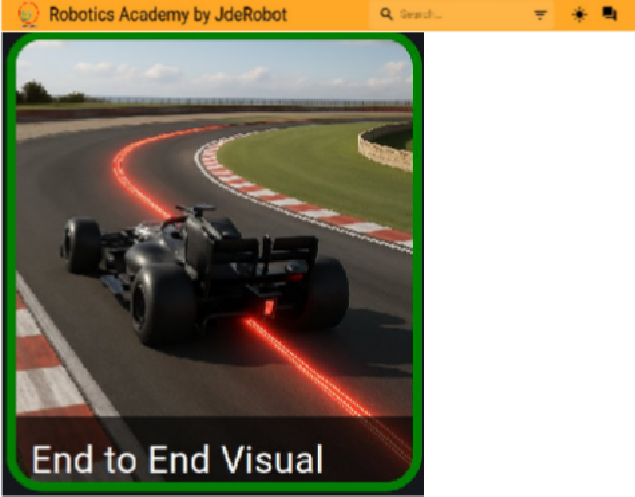 Robotics Academy by JdeRobot
Search...
End to End Visual